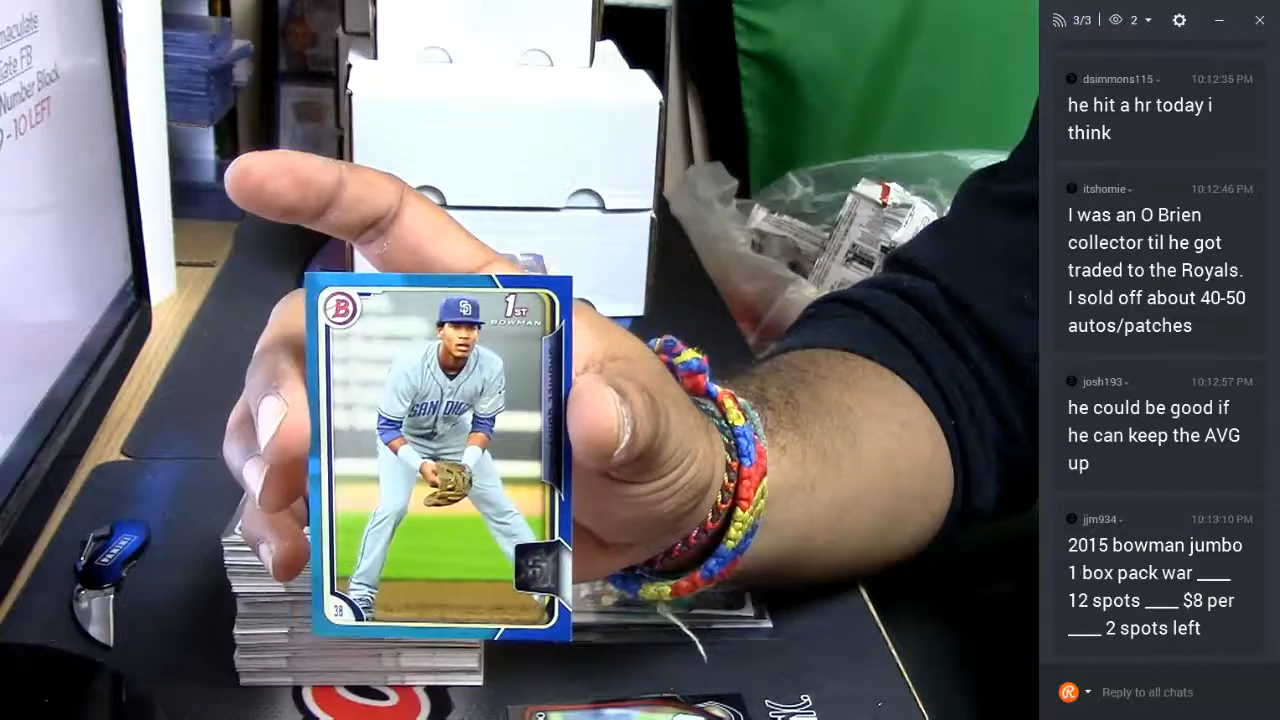 maculate
iate FB
Number Block
- 10 LEFT
PANINI
B
1ST
BOWMAN
SD
SAN DIE
38
3/3
2
dsimmons115
10:12:35 PM
he hit a hr today i
think
itshomie
10:12:46 PM
I was an O Brien
collector til he got
traded to the Royals.
I sold off about 40-50
autos/patches
josh193
10:12:57 PM
he could be good if
he can keep the AVG
up
jjm934
10:13:10 PM
2015 bowman jumbo
1 box pack war ____
12 spots ____ $8 per
____ 2 spots left
Reply to all chats